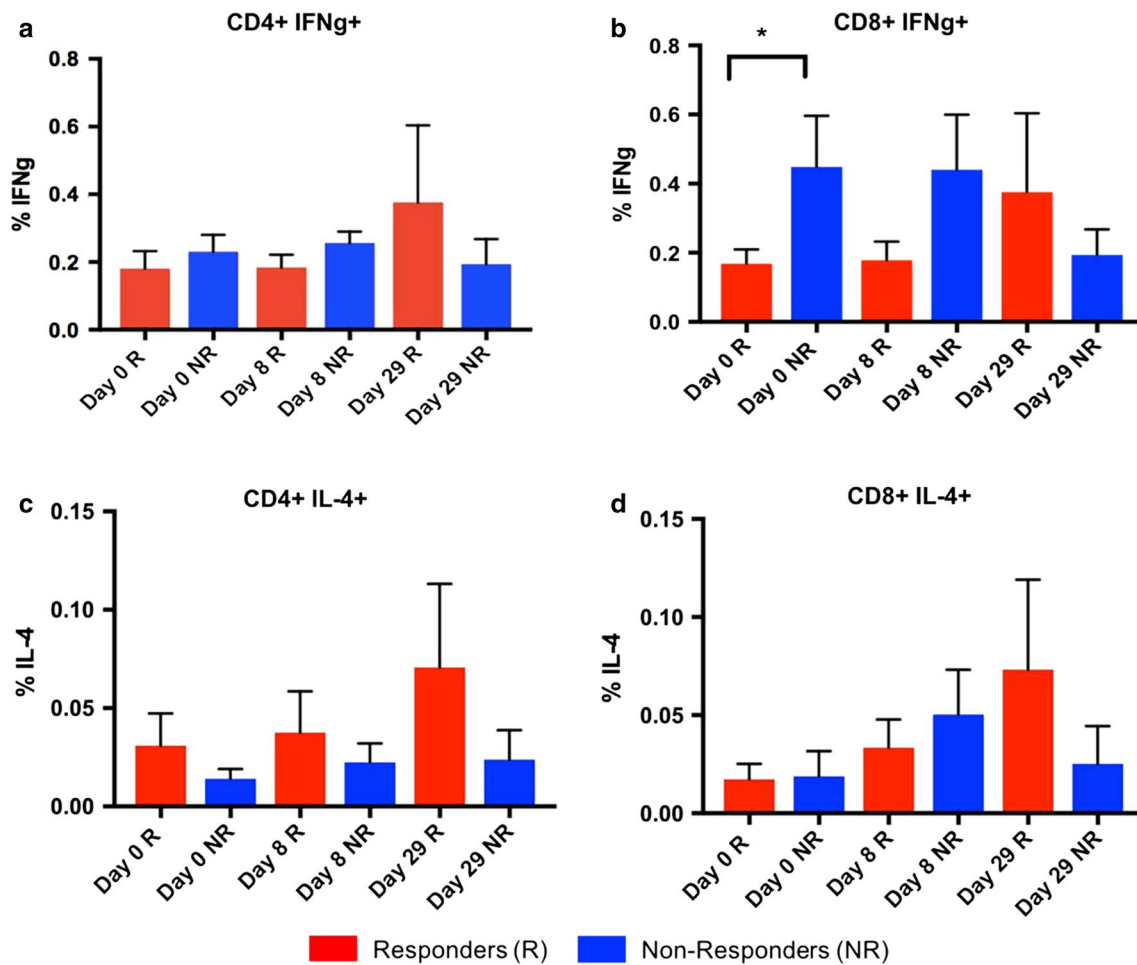 a
CD4+ IFNg+
% IFNg
0.8
0.6
0.4
0.2
0.0
Day 0 R
Day 0 NR
Day 8 R
Day 8 NR
Day 29 R
Day 29 NR
b
CD8+ IFNg+
% IFNg
0.8
0.6
0.4
0.2
0.0
*
Day 0 R
Day 0 NR
Day 8 R
Day 8 NR
Day 29 R
Day 29 NR
c
CD4+ IL-4+
% IL-4
0.15
0.10
0.05
0.00
Day 0 R
Day 0 NR
Day 8 R
Day 8 NR
Day 29 R
Day 29 NR
d
CD8+ IL-4+
% IL-4
0.15
0.10
0.05
0.00
Day 0 R
Day 0 NR
Day 8 R
Day 8 NR
Day 29 R
Day 29 NR
Responders (R)
Non-Responders (NR)